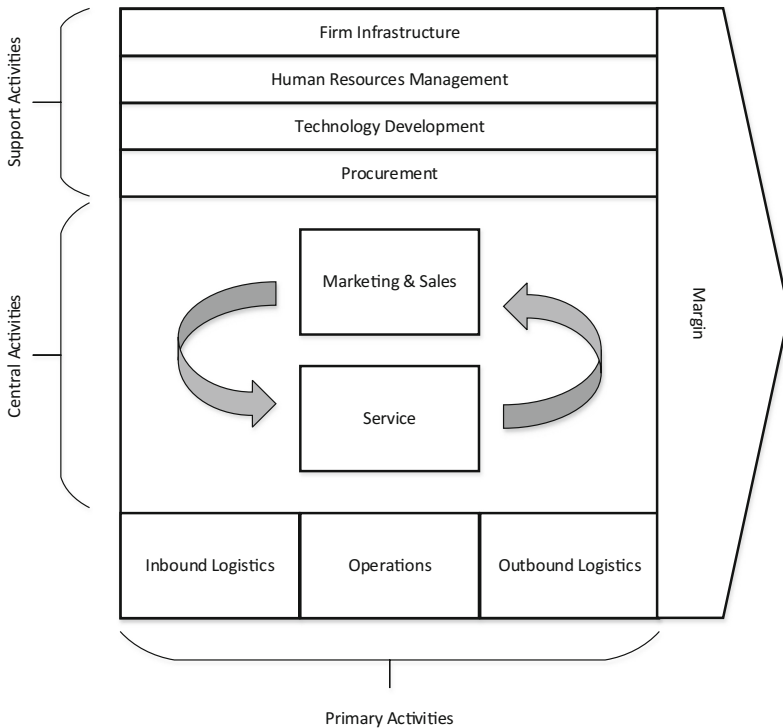 Support Activities
Firm Infrastructure
Human Resources Management
Technology Development
Procurement
Central Activities
Marketing & Sales
Service
Margin
Inbound Logistics
Operations
Outbound Logistics
Primary Activities